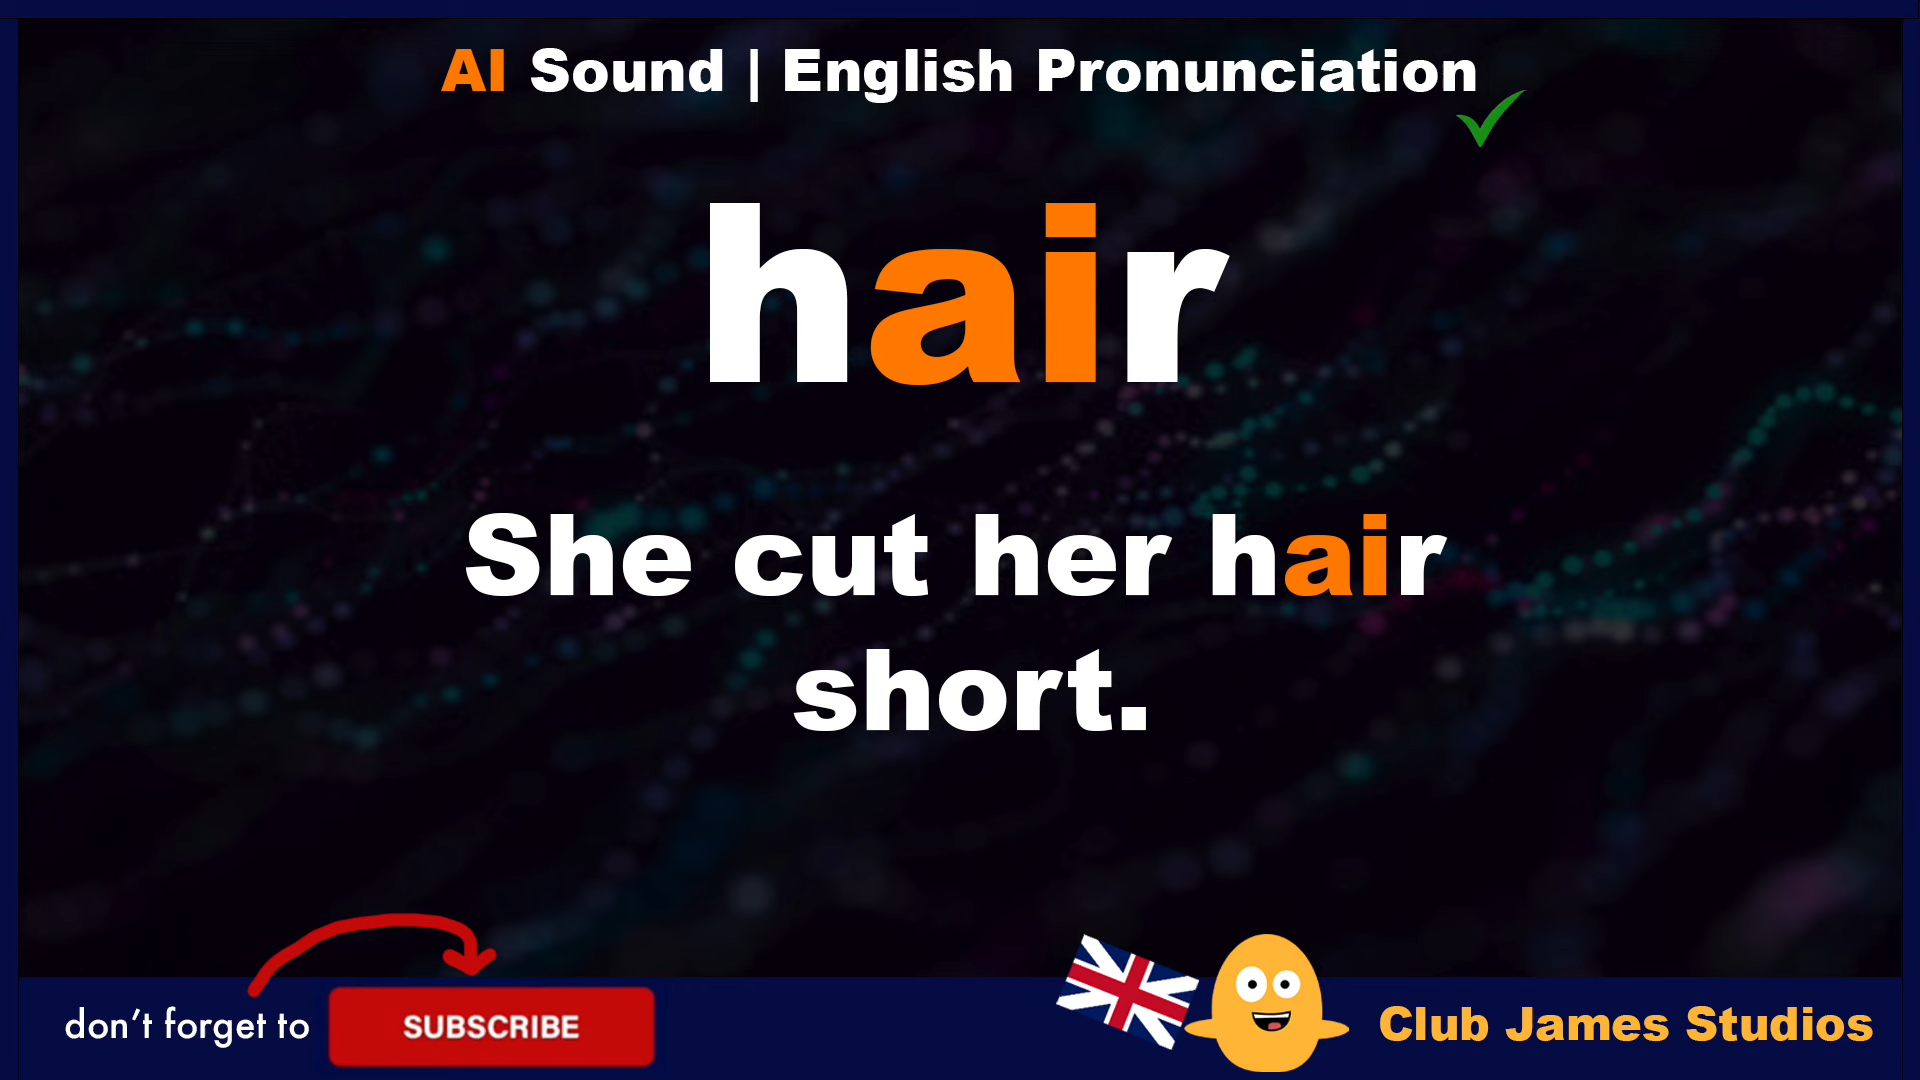 AI Sound | English Pronunciation
hair
She cut her hair
short.
don't forget to
SUBSCRIBE
Club James Studios